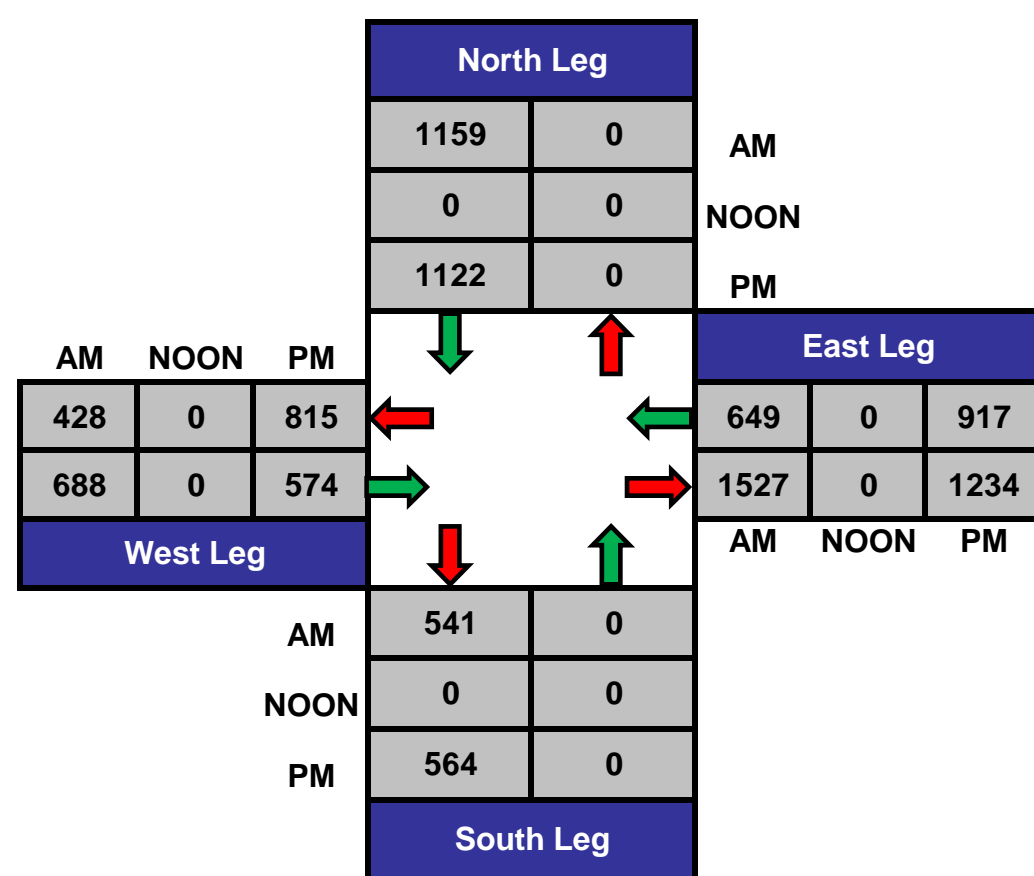 North Leg
1159 0 AM
0 0 NOON
1122 0 PM
AM NOON PM
East Leg
428 0 815
649 0 917
688 0 574
1527 0 1234
West Leg
AM NOON PM
AM 541 0
NOON 0 0
PM 564 0
South Leg